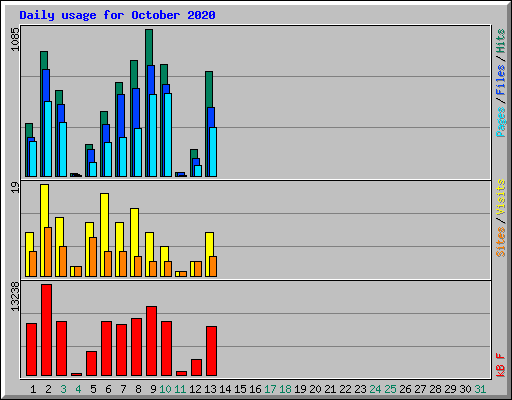 Daily usage for October 2020
1085
Pages / Files / Hits
19
Sites / Visits
13238
kB F
1 2 3 4 5 6 7 8 9 10 11 12 13 14 15 16 17 18 19 20 21 22 23 24 25 26 27 28 29 30 31